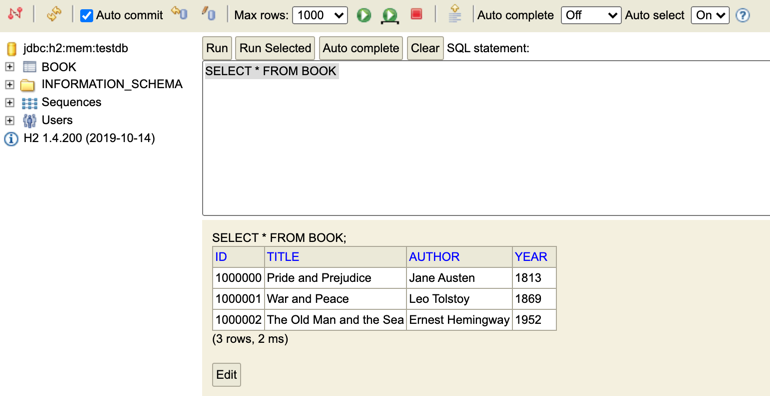 Auto commit Max rows: 1000 Auto complete Off Auto select On ?
jdbc:h2:mem:testdb
BOOK
INFORMATION_SCHEMA
Sequences
Users
H2 1.4.200 (2019-10-14)
Run Run Selected Auto complete Clear SQL statement:
SELECT * FROM BOOK
SELECT * FROM BOOK;
ID TITLE AUTHOR YEAR
1000000 Pride and Prejudice Jane Austen 1813
1000001 War and Peace Leo Tolstoy 1869
1000002 The Old Man and the Sea Ernest Hemingway 1952
(3 rows, 2 ms)
Edit